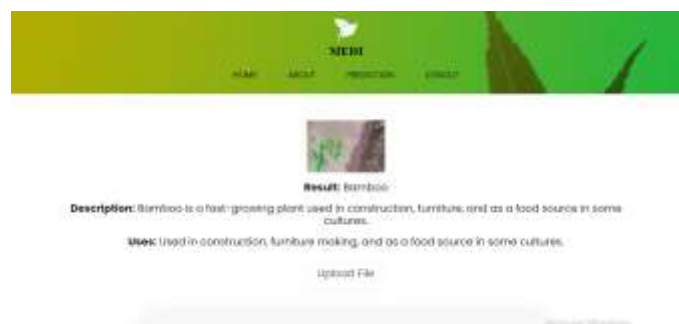 MEDI
HOME ABOUT PREDICTION
Result: Bamboo
Description: Bamboo is a fast-growing plant used in construction, furniture, and as a food source in some
cultures.
Uses: Used in construction, furniture making, and as a food source in some cultures.
Upload File